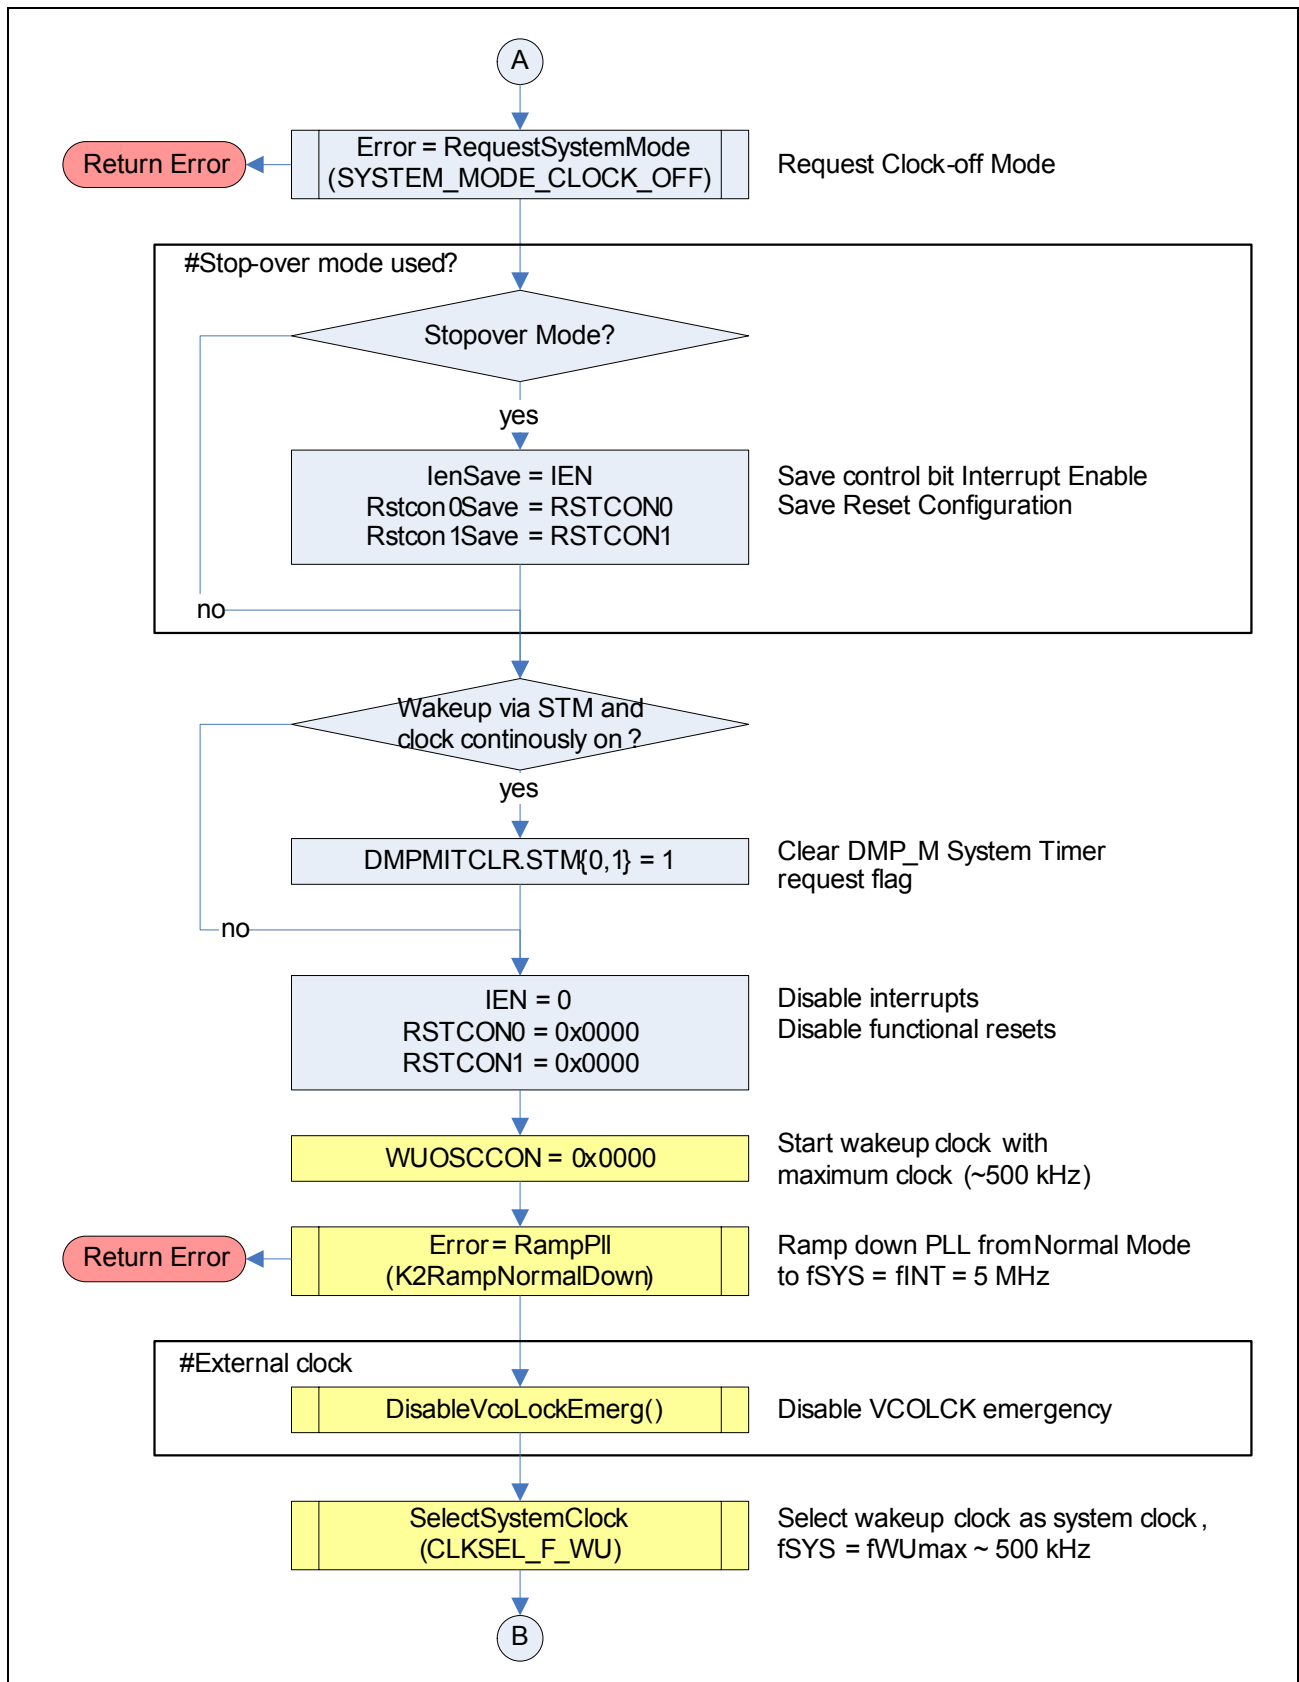 A
Return Error
Error = RequestSystemMode
(SYSTEM_MODE_CLOCK_OFF)
Request Clock-off Mode
#Stop-over mode used?
Stopover Mode?
yes
IenSave = IEN
Rstcon0Save = RSTCON0
Rstcon1Save = RSTCON1
Save control bit Interrupt Enable
Save Reset Configuration
no
Wakeup via STM and
clock continously on ?
yes
DMPMITCLR.STM{0,1} = 1
Clear DMP_M System Timer
request flag
no
IEN = 0
RSTCON0 = 0x0000
RSTCON1 = 0x0000
Disable interrupts
Disable functional resets
WUOSCCON = 0x0000
Start wakeup clock with
maximum clock (~500 kHz)
Return Error
Error = RampPll
(K2RampNormalDown)
Ramp down PLL from Normal Mode
to fSYS = fINT = 5 MHz
#External clock
DisableVcoLockEmerg()
Disable VCOLCK emergency
SelectSystemClock
(CLKSEL_F_WU)
Select wakeup clock as system clock,
fSYS = fWUmax ~ 500 kHz
B